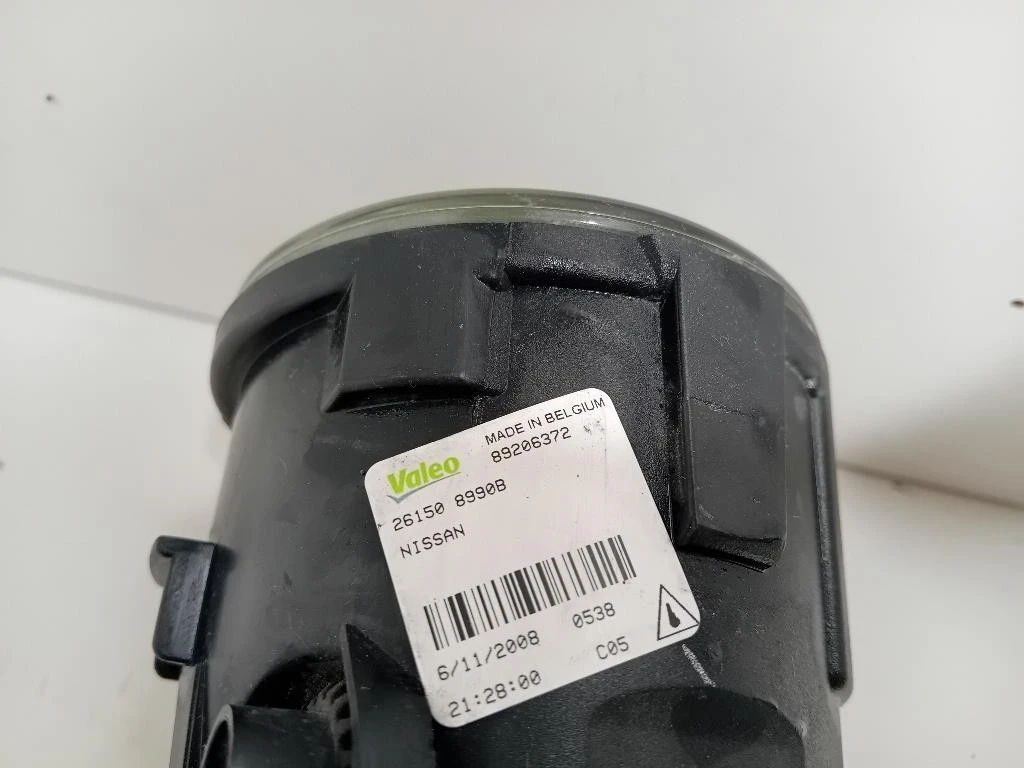 MADE IN BELGIUM
Valeo 89206372
26150 8990B
NISSAN
6/11/2008 0538
21:28:00 C05